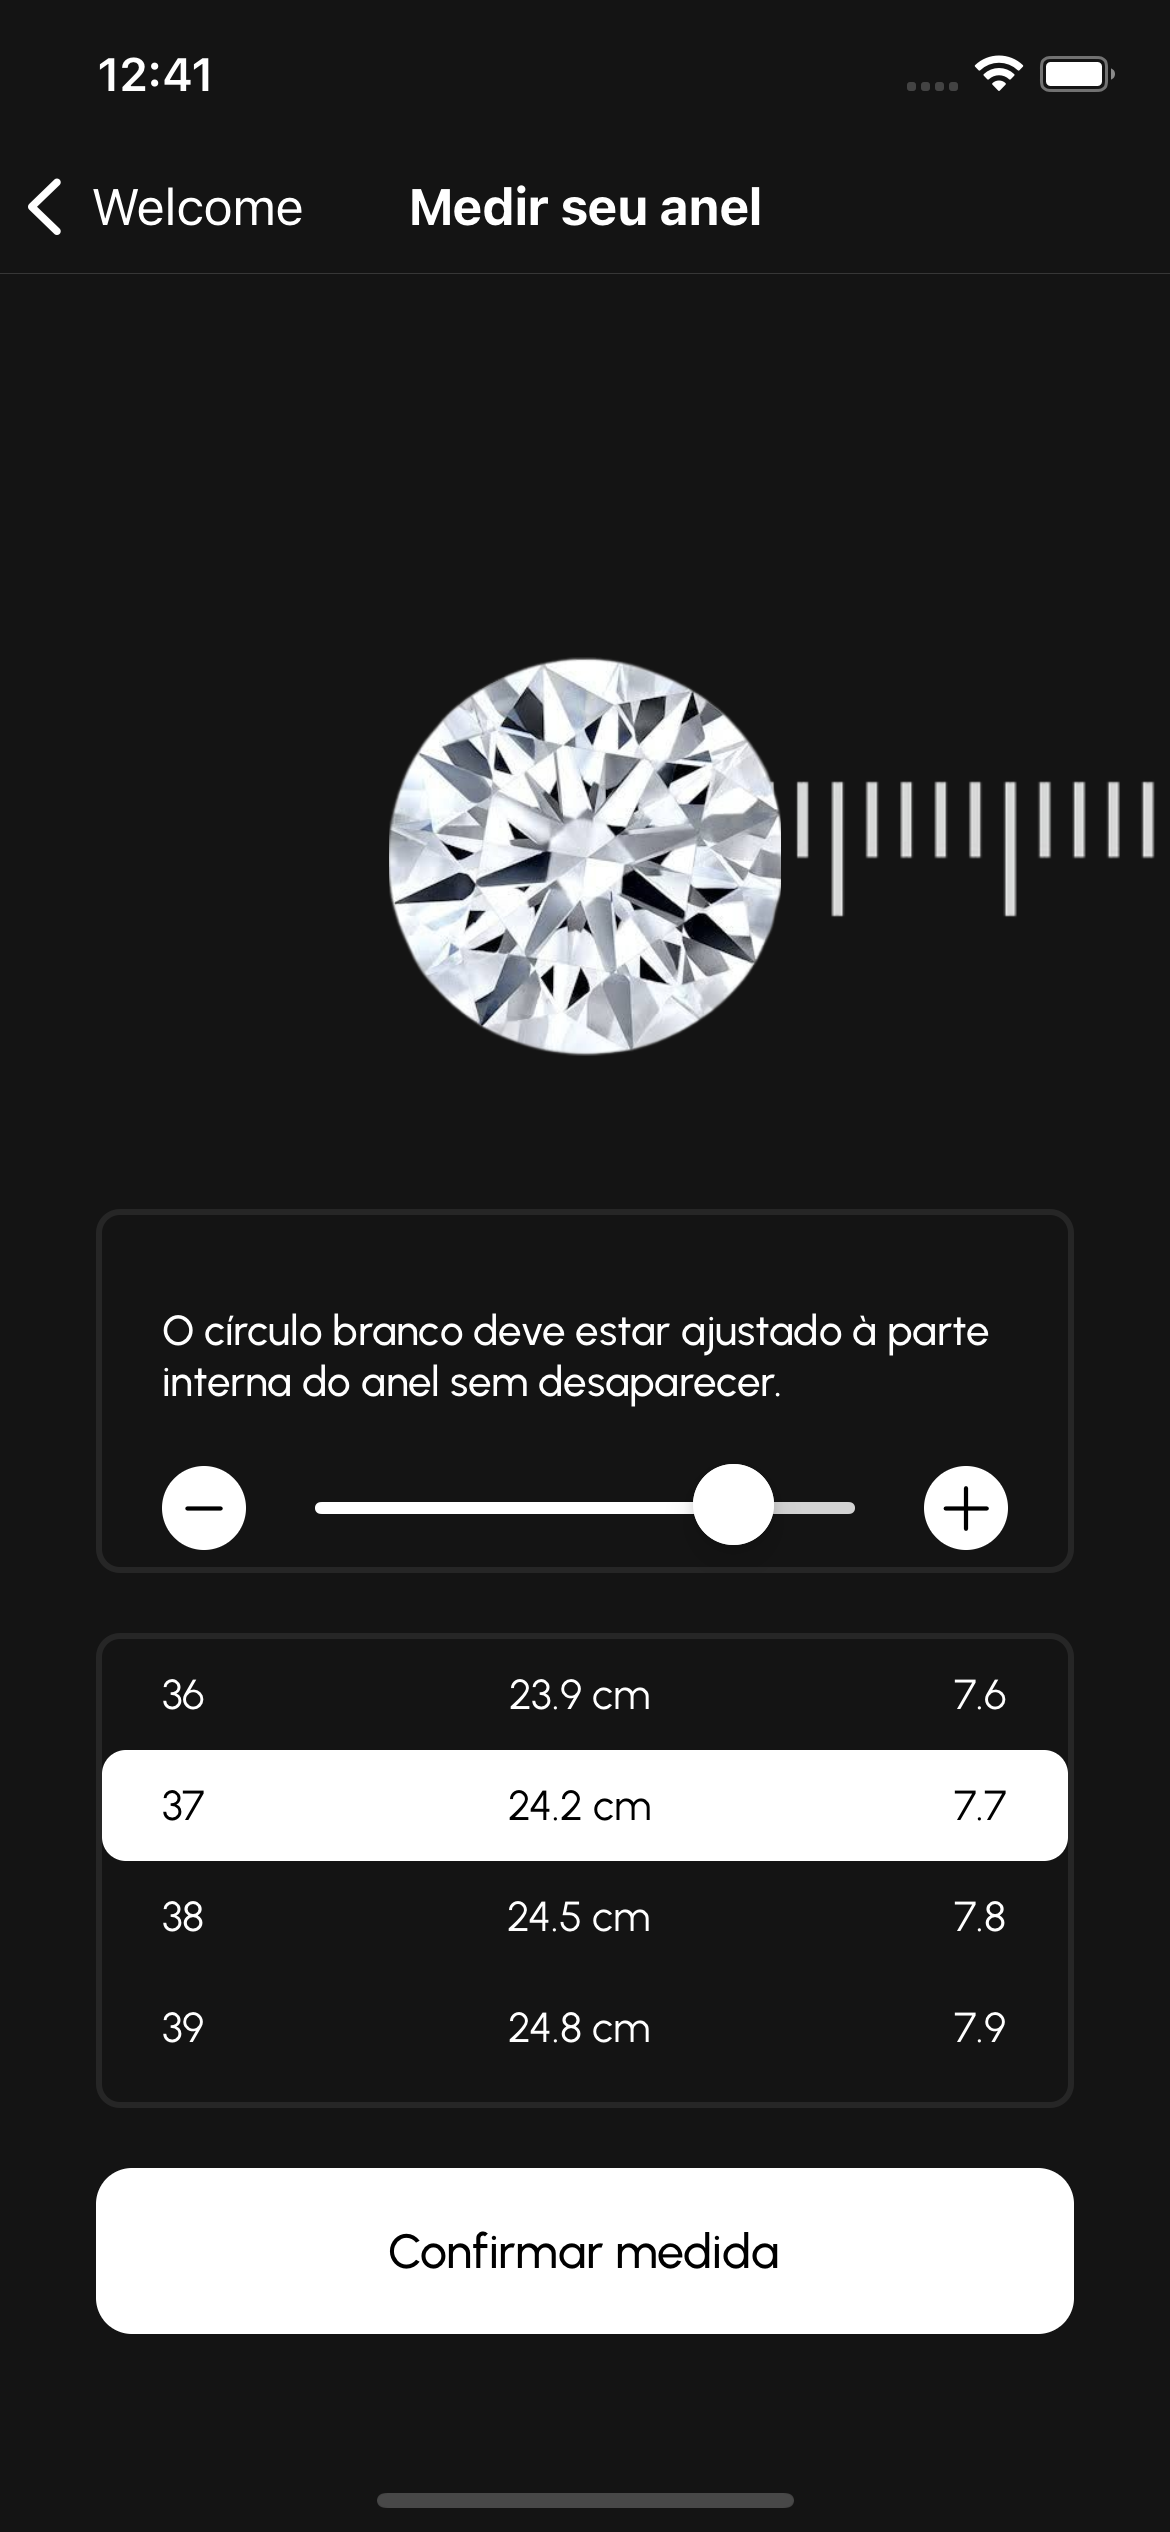 12:41
Welcome
Medir seu anel
O círculo branco deve estar ajustado à parte
interna do anel sem desaparecer.
36 23.9 cm 7.6
37 24.2 cm 7.7
38 24.5 cm 7.8
39 24.8 cm 7.9
Confirmar medida